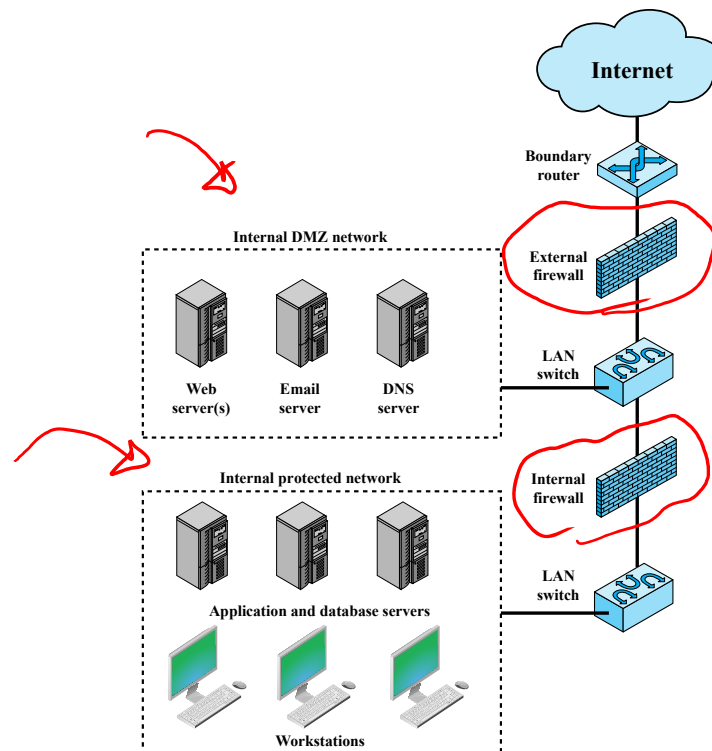 Internet
Boundary
router
Internal DMZ network
External
firewall
Web
server(s)
Email
server
DNS
server
LAN
switch
Internal protected network
Internal
firewall
Application and database servers
LAN
switch
Workstations